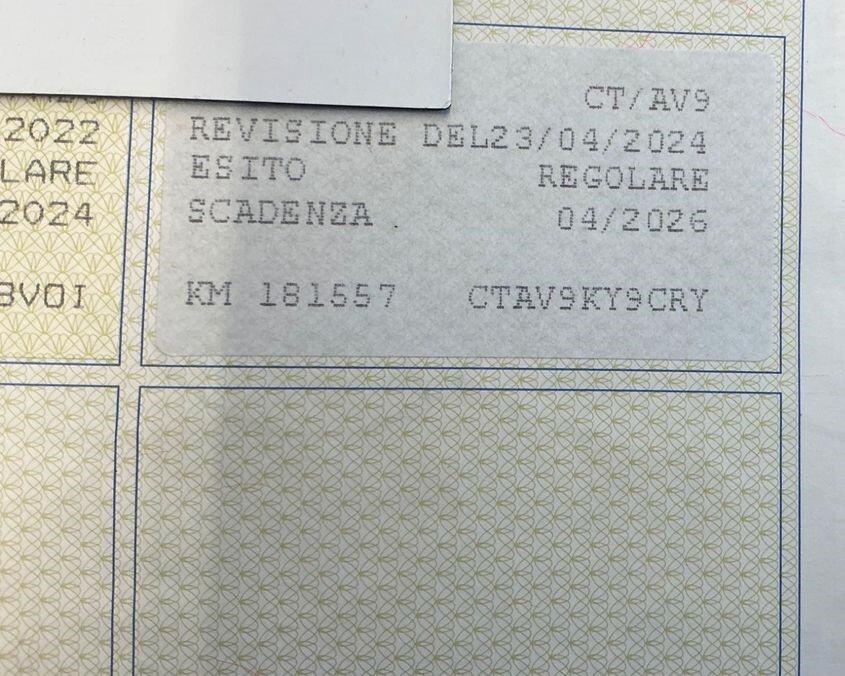 2022
LARE
2024
BVOI
CT/AV9
REVISIONE DEL23/04/2024
ESITO REGOLARE
SCADENZA 04/2026
KM 181557 CTAV9KY9CRY